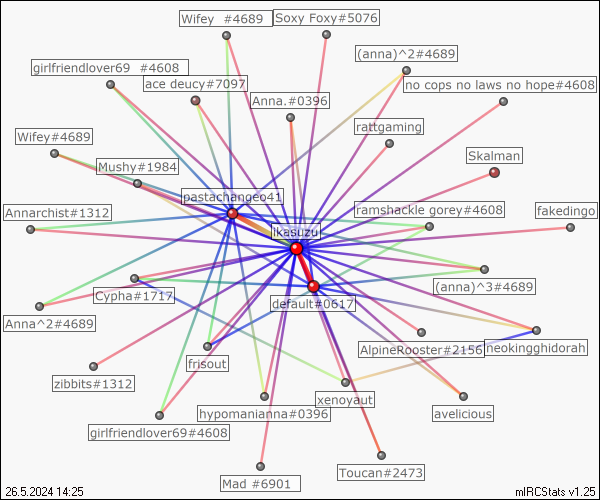 Wifey #4689
Soxy Foxy#5076
(anna)^2#4689
girlfriendlover69 #4608
ace deucy#7097
no cops no laws no hope#4608
Anna.#0396
rattgaming
Wifey#4689
Skalman
Mushy#1984
pastachangeo41
Annarchist#1312
ramshackle gorey#4608
fakedingo
likasuzu
(anna)^3#4689
Cypha#1717
default#0617
Anna^2#4689
AlpineRooster#2156
neokingghidorah
frisout
zibbits#1312
xenoyaut
hypomanianna#0396
avelicious
girlfriendlover69#4608
Toucan#2473
Mad #6901
26.5.2024 14:25
mIRCStats v1.25